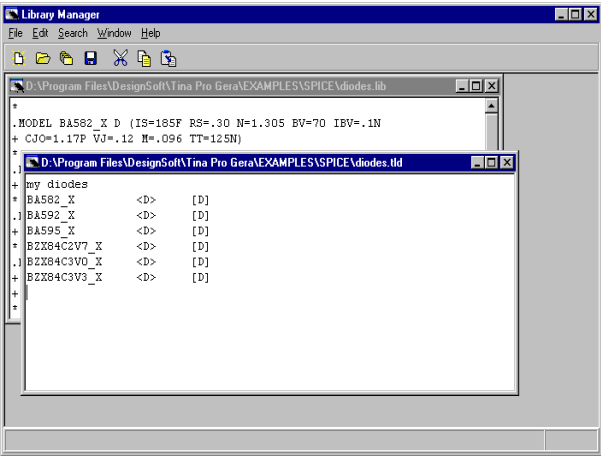 Library Manager
File Edit Search Window Help
D:\Program Files\DesignSoft\Tina Pro Gera\EXAMPLES\SPICE\diodes.lib
*
.MODEL BA582_X D (IS=185F RS=.30 N=1.305 BV=70 IBV=.1N
+ CJO=1.17P VJ=.12 M=.096 TT=125N)
*
D:\Program Files\DesignSoft\Tina Pro Gera\EXAMPLES\SPICE\diodes.tld
my diodes
BA582_X <D> [D]
BA592_X <D> [D]
BA595_X <D> [D]
BZX84C2V7_X <D> [D]
BZX84C3V0_X <D> [D]
BZX84C3V3_X <D> [D]